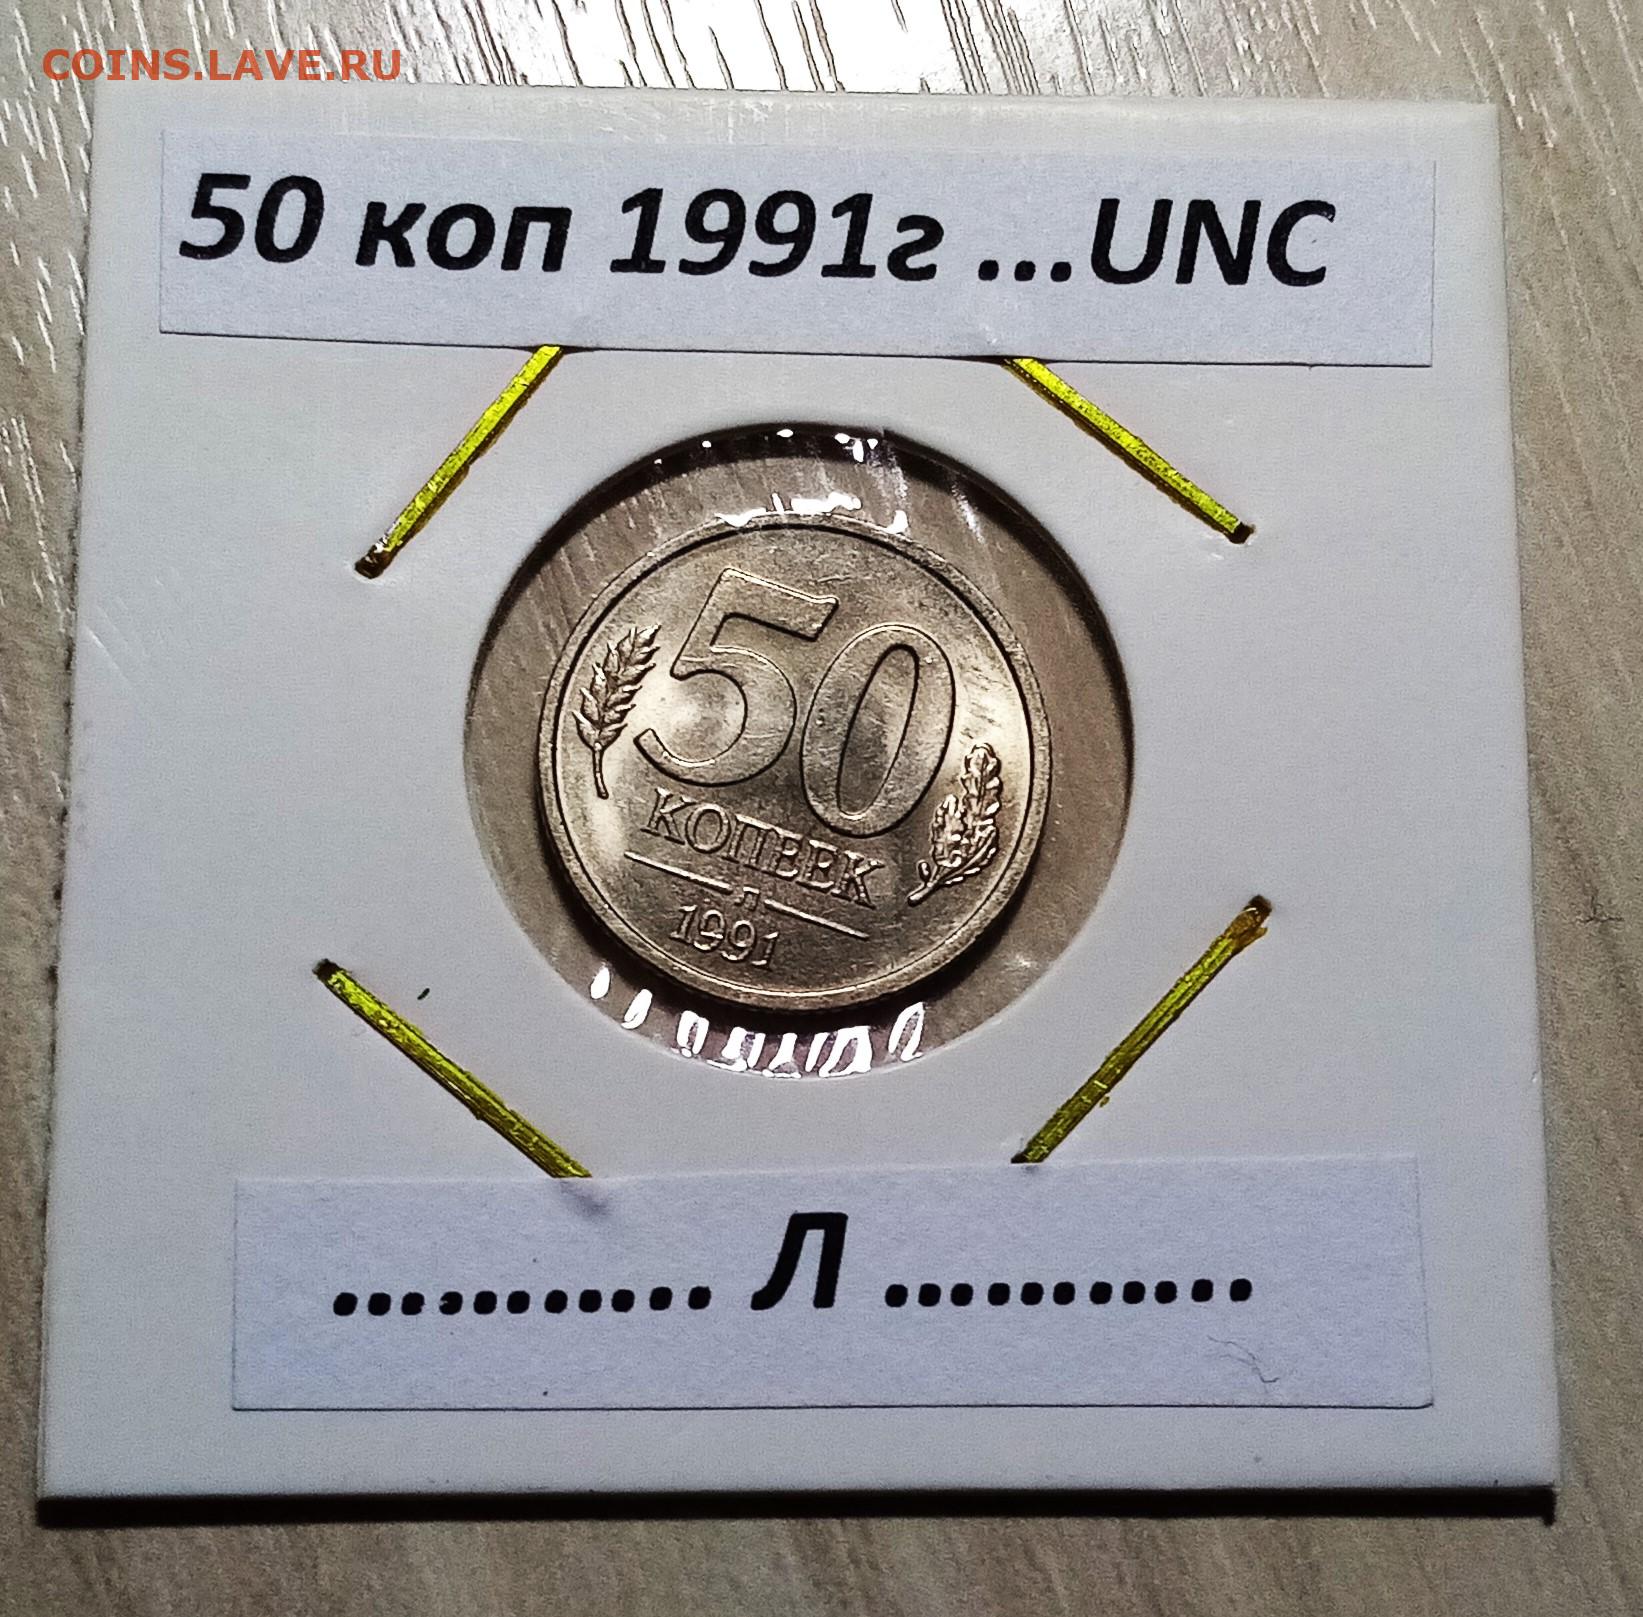 COINS.LAVE.RU
50 коп 1991г ...UNC
50
КОПЕЕК
Л
1991
............ Л ............